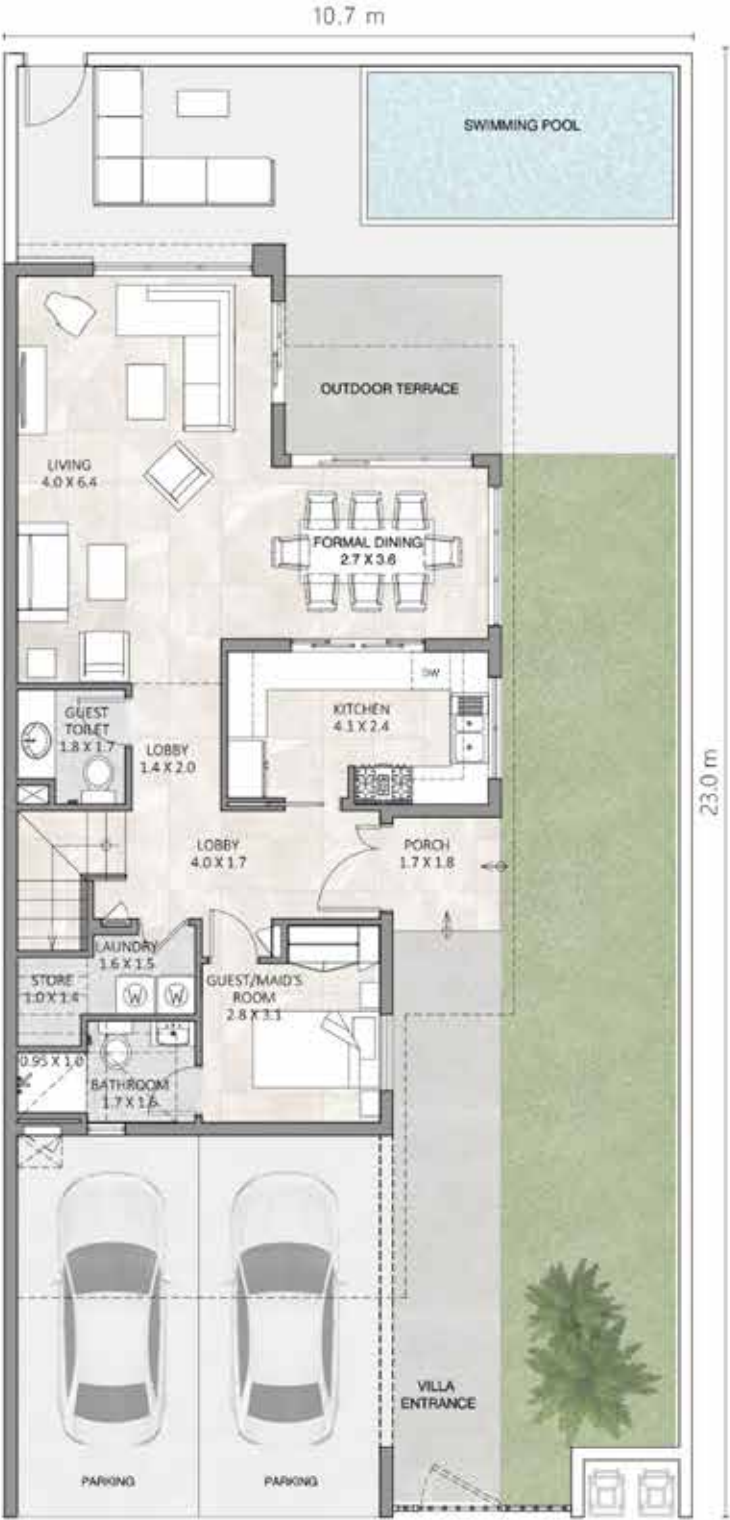 10.7 m
SWIMMING POOL
OUTDOOR TERRACE
LIVING
4.0 X 6.4
FORMAL DINING
2.7 X 3.6
DW
KITCHEN
4.1 X 2.4
GUEST
TOILET
1.8 X 1.7
LOBBY
1.4 X 2.0
23.0 m
LOBBY
4.0 X 1.7
PORCH
1.7 X 1.8
LAUNDRY
1.6 X 1.5
STORE
1.0 X 1.4
W
W
GUEST/MAID'S
ROOM
2.8 X 3.1
0.95 X 1.0
BATHROOM
1.7 X 1.6
VILLA
ENTRANCE
PARKING
PARKING